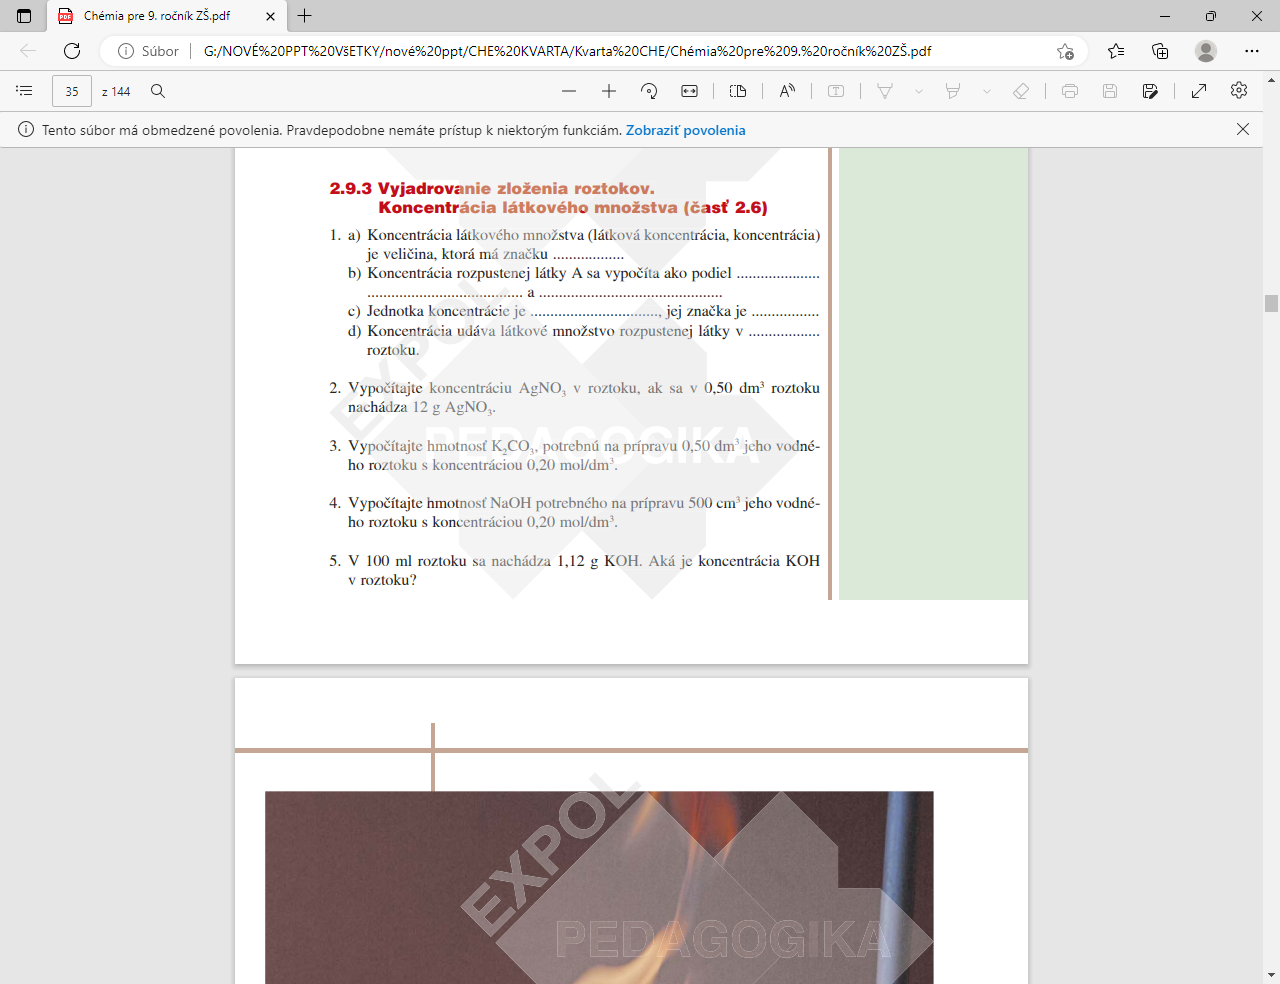 Chémia pre 9. ročník ZŠ.pdf
Súbor
G:/NOVÉ%20PPT%20VšETKY/nové%20ppt/CHE%20KVARTA/Kvarta%20CHE/Chémia%20pre%209.%20ročník%20ZŠ.pdf
35 z 144
Tento súbor má obmedzené povolenia. Pravdepodobne nemáte prístup k niektorým funkciám. Zobraziť povolenia
2.9.3 Vyjadrovanie zloženia roztokov.
Koncentrácia látkového množstva (časť 2.6)
1. a) Koncentrácia látkového množstva (látková koncentrácia, koncentrácia)
je veličina, ktorá má značku ..................
b) Koncentrácia rozpustenej látky A sa vypočíta ako podiel .....................
....................................... a ..............................................
c) Jednotka koncentrácie je ................................, jej značka je .................
d) Koncentrácia udáva látkové množstvo rozpustenej látky v ..................
roztoku.
2. Vypočítajte koncentráciu AgNO₃ v roztoku, ak sa v 0,50 dm³ roztoku
nachádza 12 g AgNO₃.
3. Vypočítajte hmotnosť K₂CO₃, potrebnú na prípravu 0,50 dm³ jeho vodné-
ho roztoku s koncentráciou 0,20 mol/dm³.
4. Vypočítajte hmotnosť NaOH potrebného na prípravu 500 cm³ jeho vodné-
ho roztoku s koncentráciou 0,20 mol/dm³.
5. V 100 ml roztoku sa nachádza 1,12 g KOH. Aká je koncentrácia KOH
v roztoku?
EXPOL
PEDAGOGIKA
EXPOL
PEDAGOGIKA